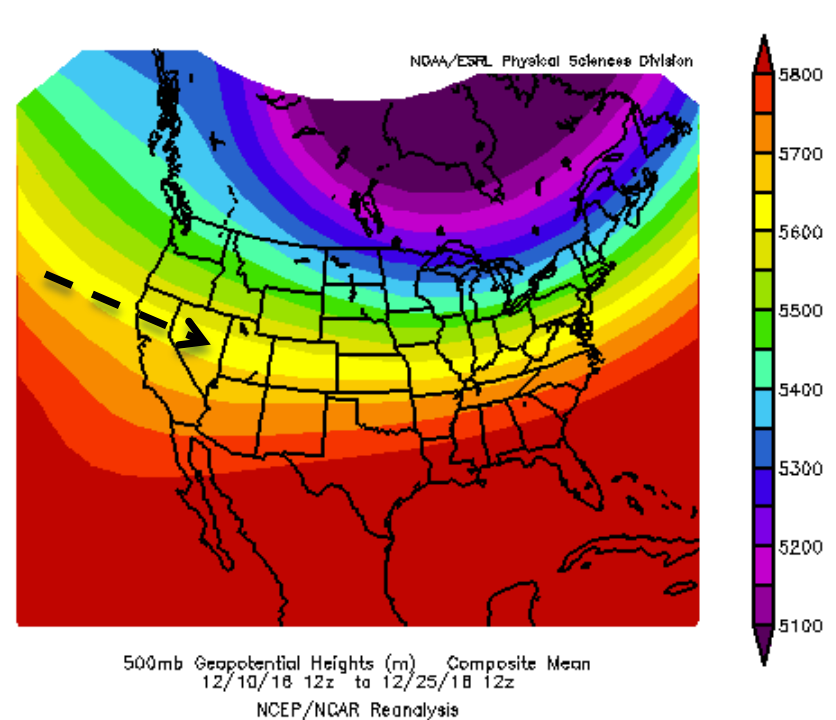 NOAA/ESRL Physical Sciences Division
5800
5700
5600
5500
5400
5300
5200
5100
500mb Geopotential Heights (m) Composite Mean
12/10/16 12z to 12/25/16 12z
NCEP/NCAR Reanalysis